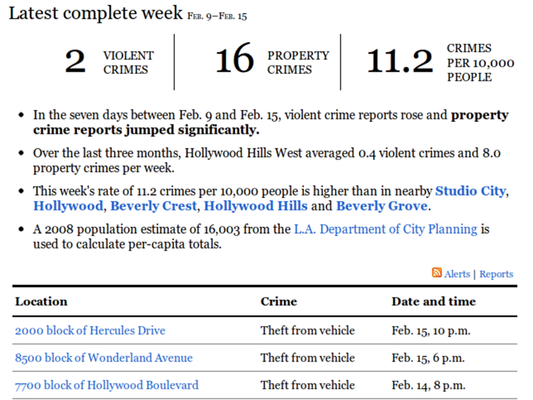 Latest complete week Feb. 9–Feb. 15
2 VIOLENT CRIMES
16 PROPERTY CRIMES
11.2 CRIMES PER 10,000 PEOPLE
• In the seven days between Feb. 9 and Feb. 15, violent crime reports rose and property
crime reports jumped significantly.
• Over the last three months, Hollywood Hills West averaged 0.4 violent crimes and 8.0
property crimes per week.
• This week's rate of 11.2 crimes per 10,000 people is higher than in nearby Studio City,
Hollywood, Beverly Crest, Hollywood Hills and Beverly Grove.
• A 2008 population estimate of 16,003 from the L.A. Department of City Planning is
used to calculate per-capita totals.
Alerts | Reports
Location Crime Date and time
2000 block of Hercules Drive Theft from vehicle Feb. 15, 10 p.m.
8500 block of Wonderland Avenue Theft from vehicle Feb. 15, 6 p.m.
7700 block of Hollywood Boulevard Theft from vehicle Feb. 14, 8 p.m.